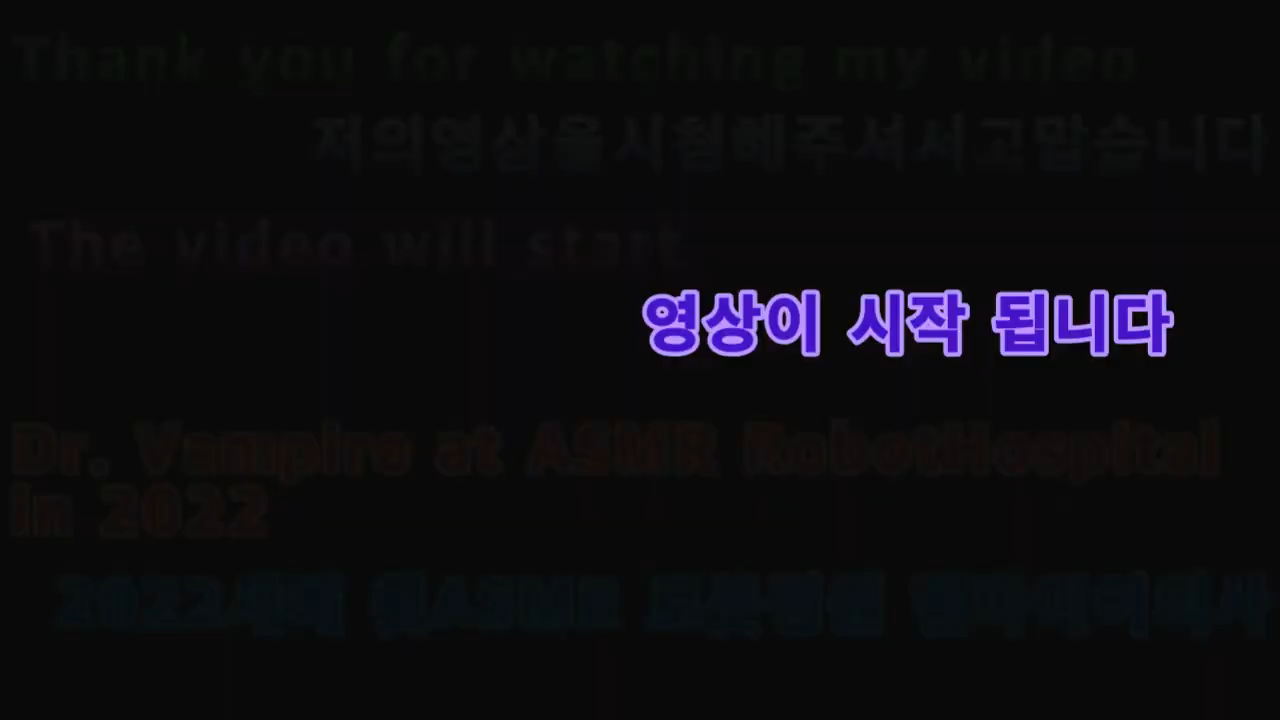 Thank you for watching my video
저의영상을시청해주셔서고맙습니다
The video will start
영상이 시작 됩니다
Dr. Vampire at ASMR RobotHospital
in 2022